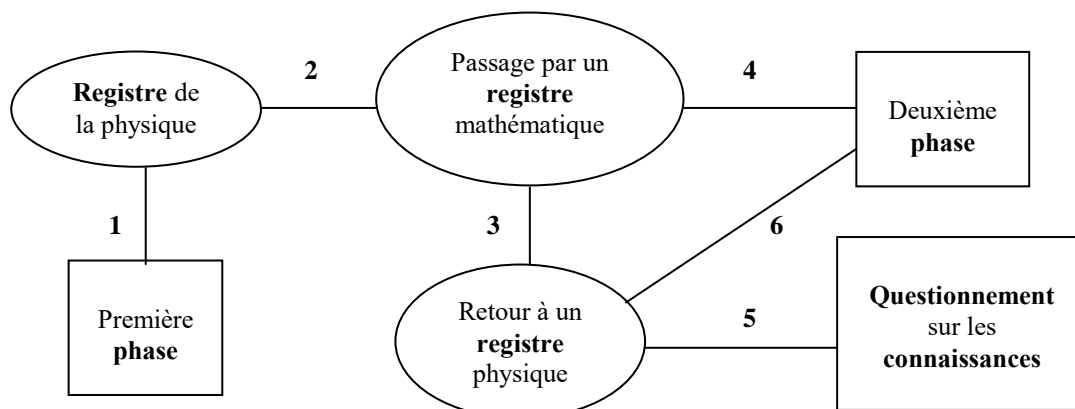 Registre de
la physique
2
Passage par un
registre
mathématique
4
Deuxième
phase
1
3
6
Première
phase
Retour à un
registre
physique
5
Questionnement
sur les
connaissances